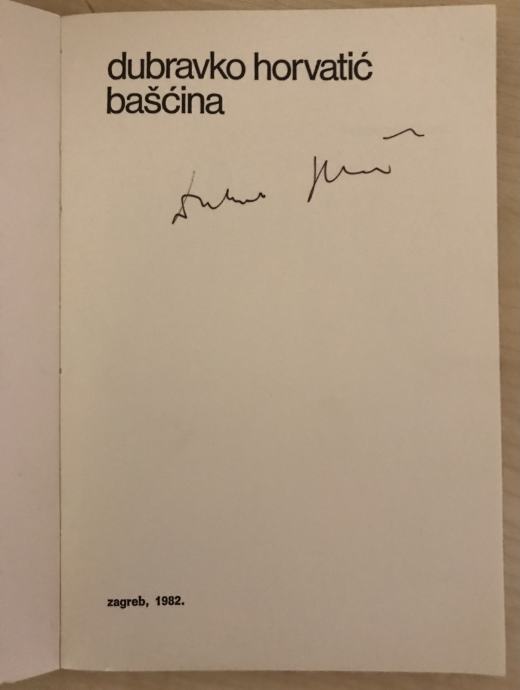 dubravko horvatić
bašćina
zagreb, 1982.